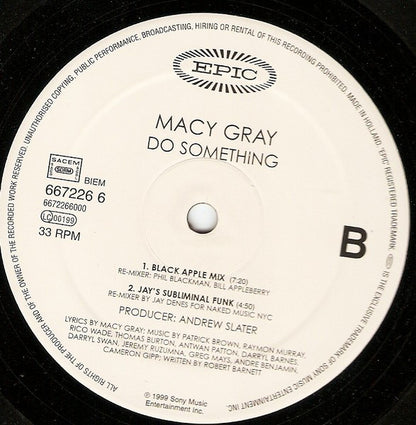 ALL RIGHTS OF THE PRODUCER AND OF THE OWNER OF THE RECORDED WORK RESERVED. UNAUTHORISED COPYING, PUBLIC PERFORMANCE, BROADCASTING, HIRING OR RENTAL OF THIS RECORDING PROHIBITED. MADE IN HOLLAND. "EPIC" REGISTERED TRADEMARK. IS THE EXCLUSIVE TRADEMARK OF SONY MUSIC ENTERTAINMENT INC.
EPIC
MACY GRAY
DO SOMETHING
SACEM
SDRM
BIEM
667226 6
6672266000
LC 00199
33 RPM
B
1. BLACK APPLE MIX (7:20)
RE-MIXER: PHIL BLACKMAN, BILL APPLEBERRY
2. JAY'S SUBLIMINAL FUNK (4:50)
RE-MIXER BY JAY DENES FOR NAKED MUSIC NYC
PRODUCER: ANDREW SLATER
LYRICS BY MACY GRAY: MUSIC BY PATRICK BROWN, RAYMON MURRAY,
RICO WADE, THOMAS BURTON, ANTWAN PATTON, DARRYL BARNES,
DARRYL SWAN, JEREMY RUZUMNA, GREG MAYS, ANDRE BENJAMIN,
CAMERON GIPP: WRITTEN BY ROBERT BARNETT
℗ 1999 Sony Music
Entertainment Inc.